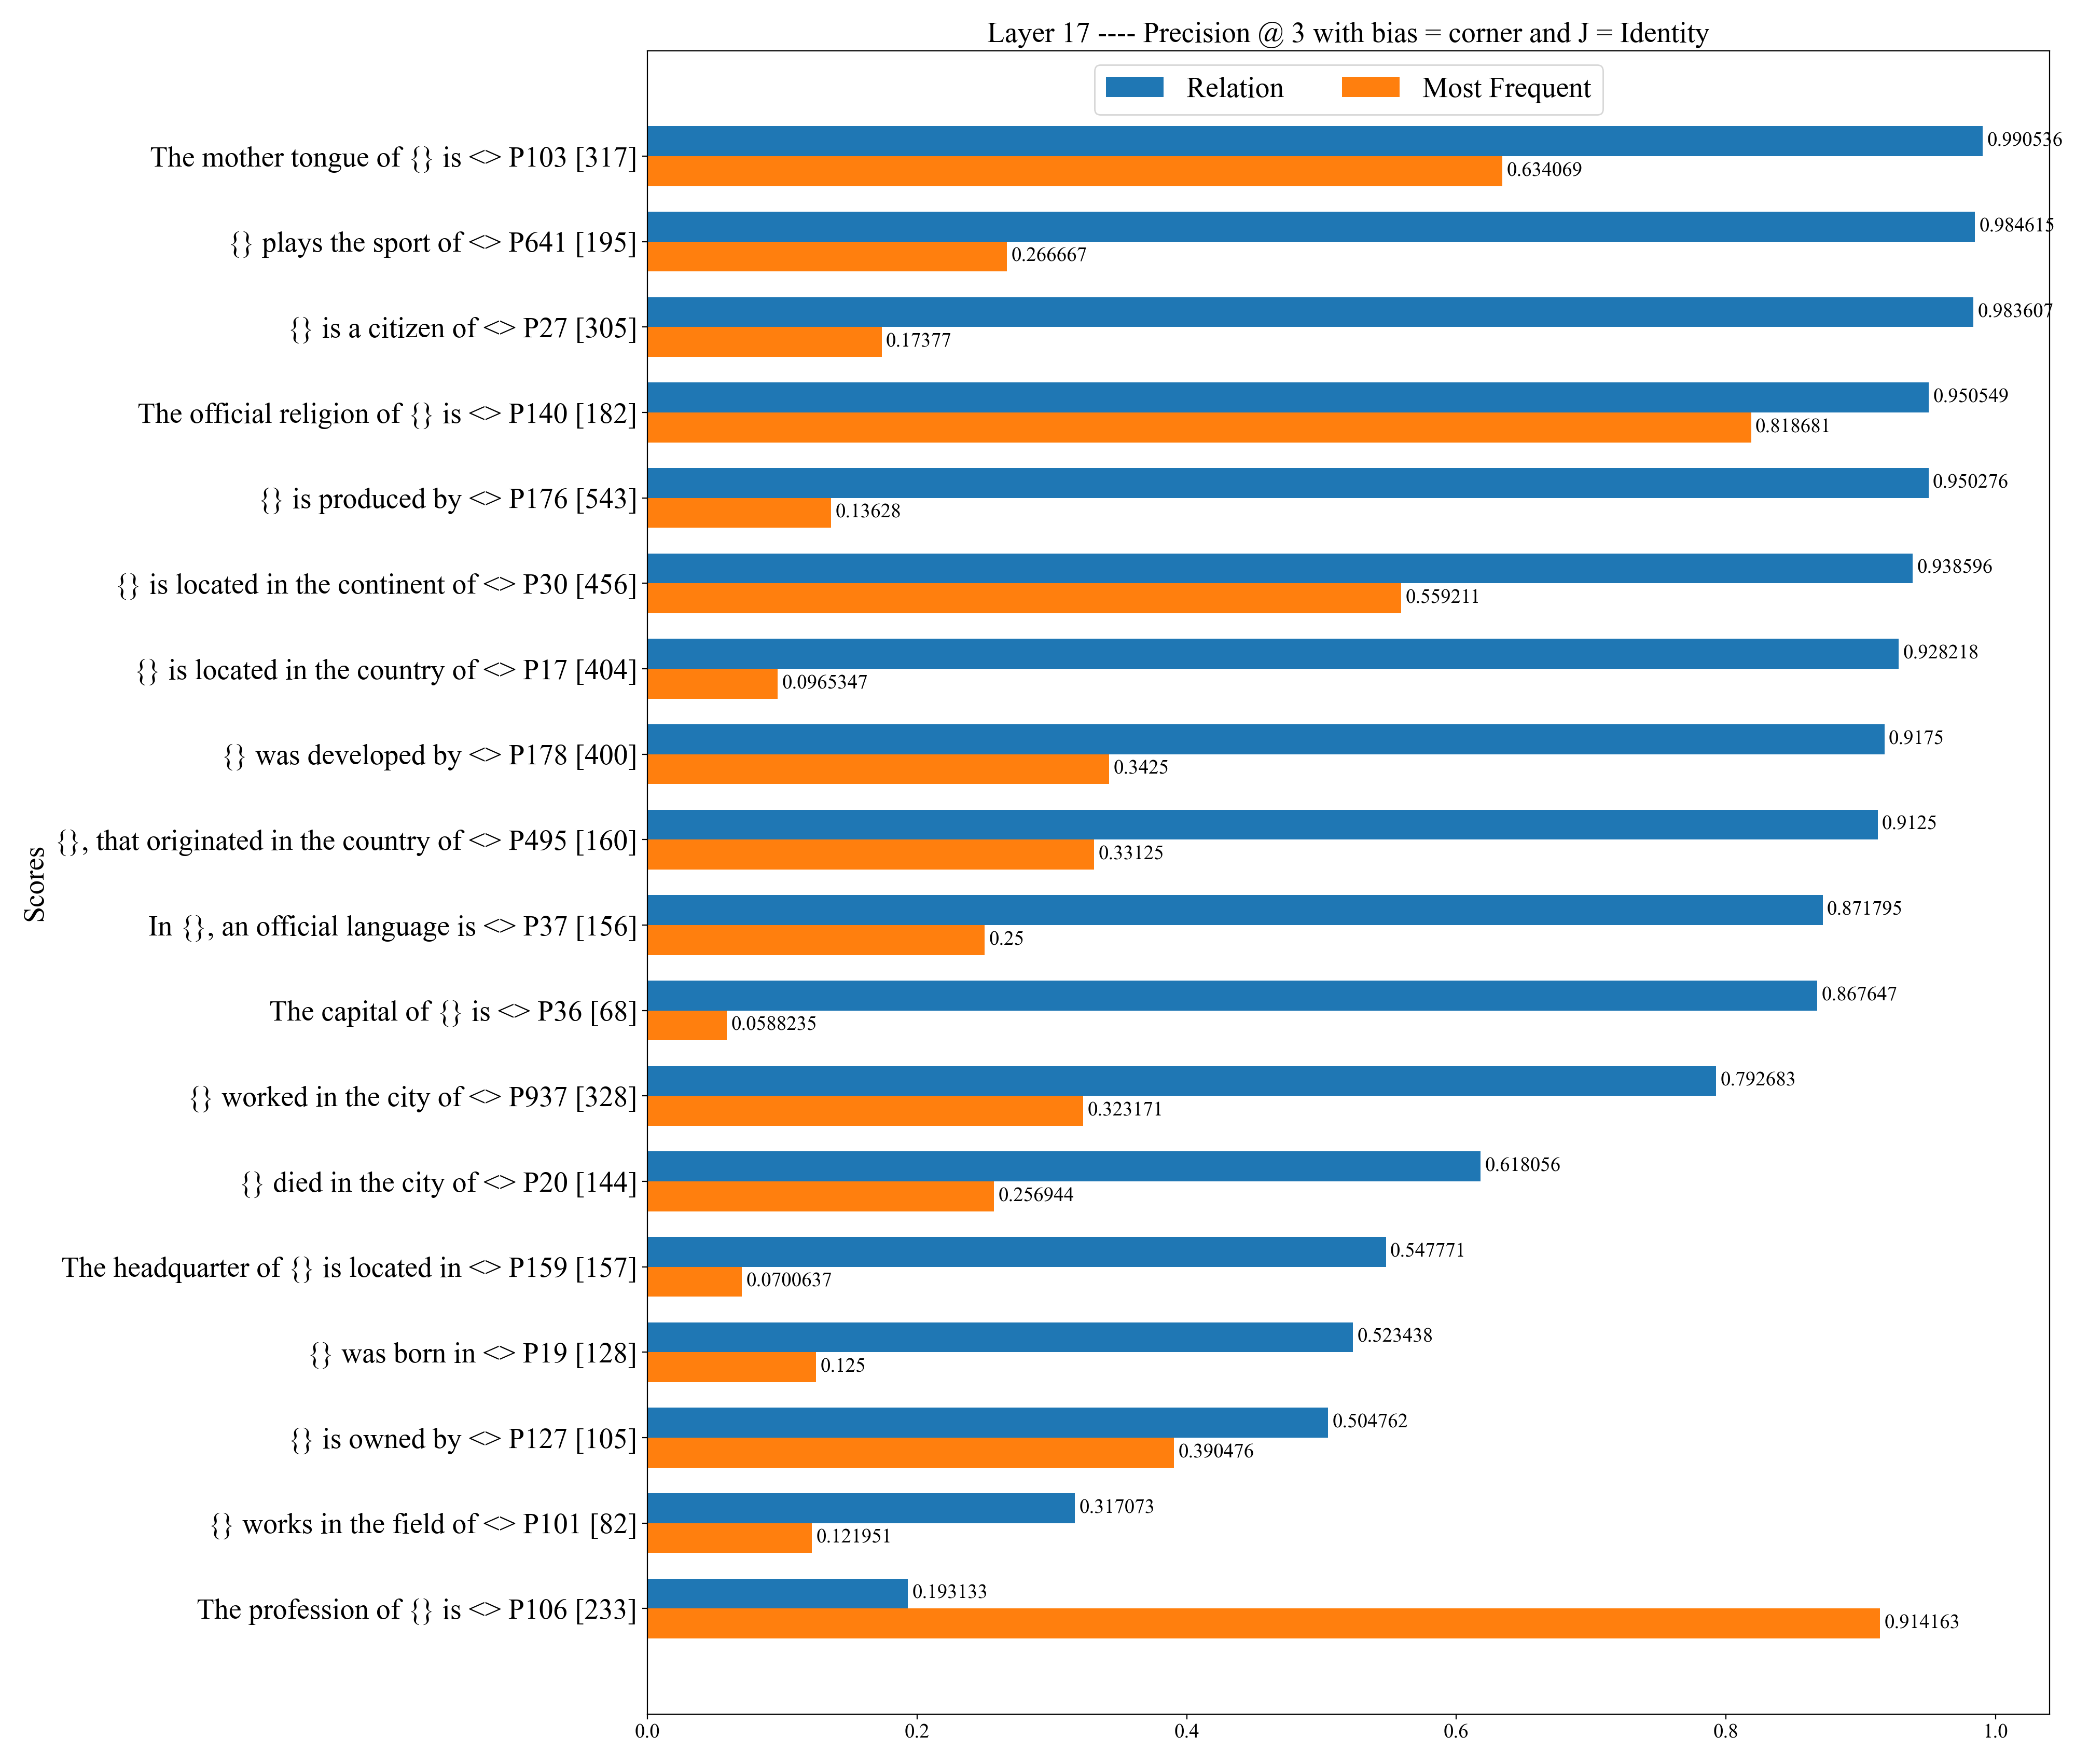 Layer 17 ---- Precision @ 3 with bias = corner and J = Identity
Relation
Most Frequent
Scores
The mother tongue of {} is <> P103 [317]
0.990536
0.634069
{} plays the sport of <> P641 [195]
0.984615
0.266667
{} is a citizen of <> P27 [305]
0.983607
0.17377
The official religion of {} is <> P140 [182]
0.950549
0.818681
{} is produced by <> P176 [543]
0.950276
0.13628
{} is located in the continent of <> P30 [456]
0.938596
0.559211
{} is located in the country of <> P17 [404]
0.928218
0.0965347
{} was developed by <> P178 [400]
0.9175
0.3425
{}, that originated in the country of <> P495 [160]
0.9125
0.33125
In {}, an official language is <> P37 [156]
0.871795
0.25
The capital of {} is <> P36 [68]
0.867647
0.0588235
{} worked in the city of <> P937 [328]
0.792683
0.323171
{} died in the city of <> P20 [144]
0.618056
0.256944
The headquarter of {} is located in <> P159 [157]
0.547771
0.0700637
{} was born in <> P19 [128]
0.523438
0.125
{} is owned by <> P127 [105]
0.504762
0.390476
{} works in the field of <> P101 [82]
0.317073
0.121951
The profession of {} is <> P106 [233]
0.193133
0.914163
0.0 0.2 0.4 0.6 0.8 1.0